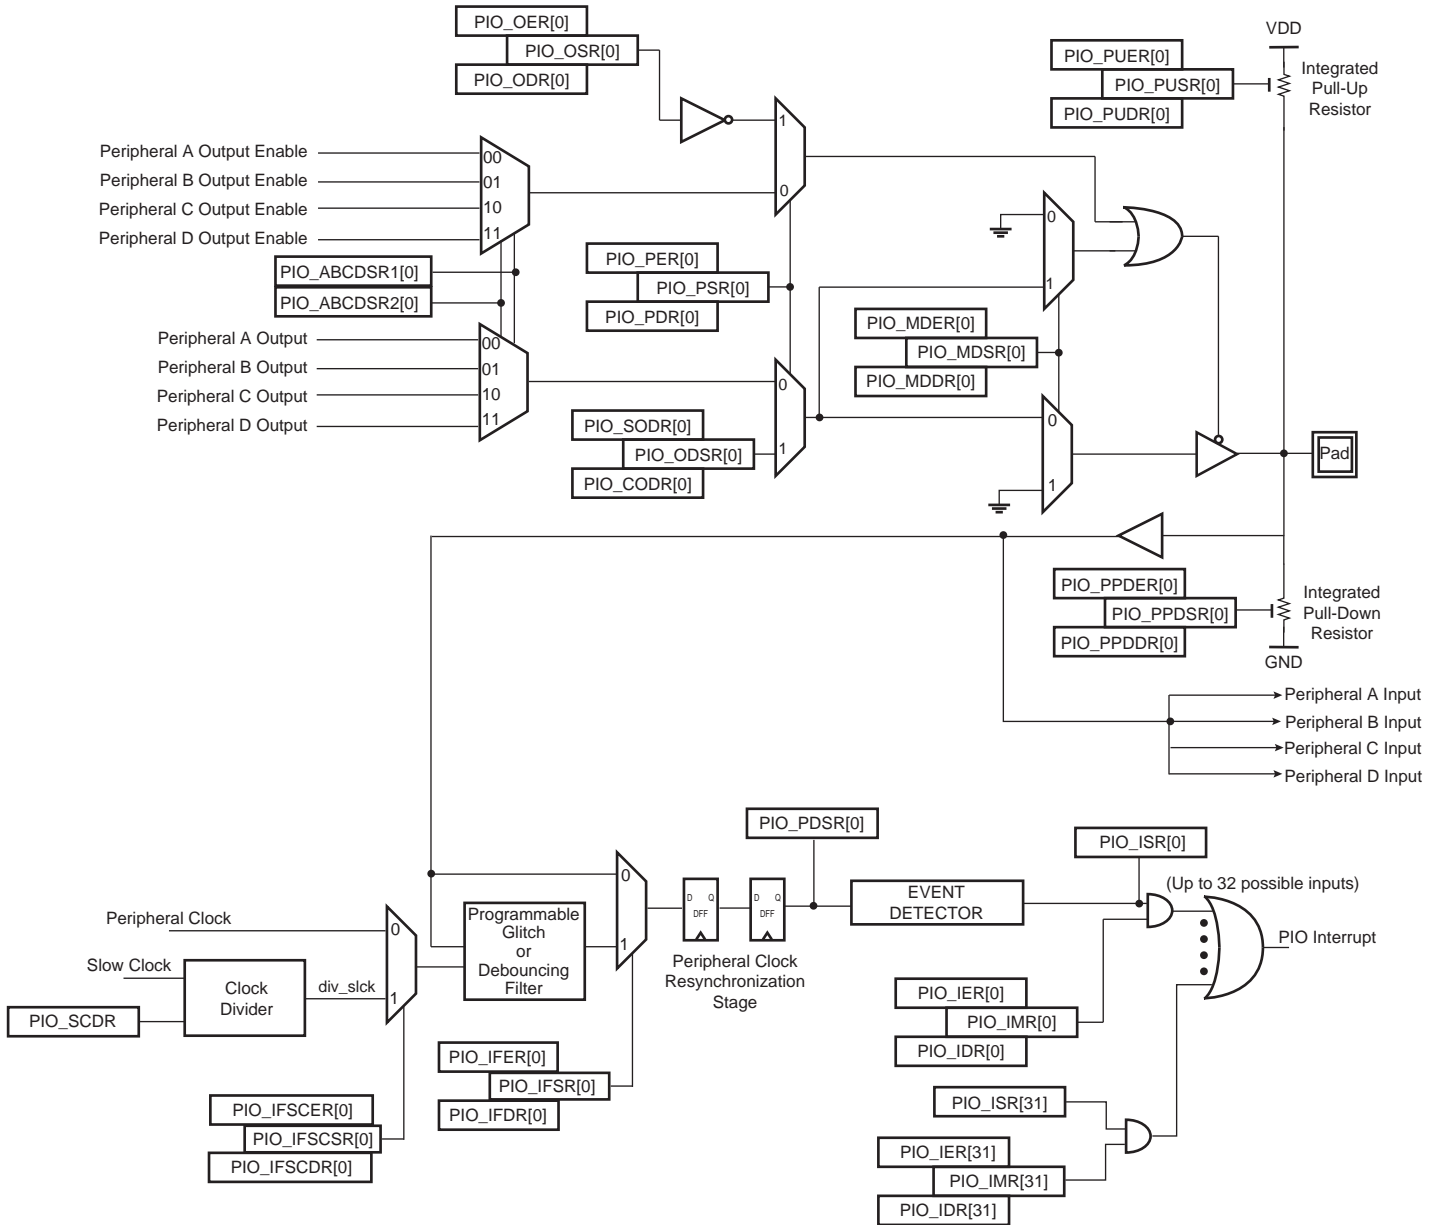 PIO_OER[0]
PIO_OSR[0]
PIO_ODR[0]
VDD
PIO_PUER[0]
PIO_PUSR[0]
PIO_PUDR[0]
Integrated
Pull-Up
Resistor
1
0
Peripheral A Output Enable
Peripheral B Output Enable
Peripheral C Output Enable
Peripheral D Output Enable
00
01
10
11
PIO_ABCDSR1[0]
PIO_ABCDSR2[0]
PIO_PER[0]
PIO_PSR[0]
PIO_PDR[0]
0
1
PIO_MDER[0]
PIO_MDSR[0]
PIO_MDDR[0]
Peripheral A Output
Peripheral B Output
Peripheral C Output
Peripheral D Output
00
01
10
11
0
1
PIO_SODR[0]
PIO_ODSR[0]
PIO_CODR[0]
0
1
Pad
PIO_PPDER[0]
PIO_PPDSR[0]
PIO_PPDDR[0]
Integrated
Pull-Down
Resistor
GND
Peripheral A Input
Peripheral B Input
Peripheral C Input
Peripheral D Input
PIO_PDSR[0]
PIO_ISR[0]
(Up to 32 possible inputs)
EVENT
DETECTOR
PIO Interrupt
0
1
D Q
DFF
D Q
DFF
Peripheral Clock
Resynchronization
Stage
Programmable
Glitch
or
Debouncing
Filter
Peripheral Clock
0
1
Slow Clock
Clock
Divider
div_slck
PIO_SCDR
PIO_IER[0]
PIO_IMR[0]
PIO_IDR[0]
PIO_IFER[0]
PIO_IFSR[0]
PIO_IFDR[0]
PIO_IFSCER[0]
PIO_IFSCSR[0]
PIO_IFSCDR[0]
PIO_ISR[31]
PIO_IER[31]
PIO_IMR[31]
PIO_IDR[31]